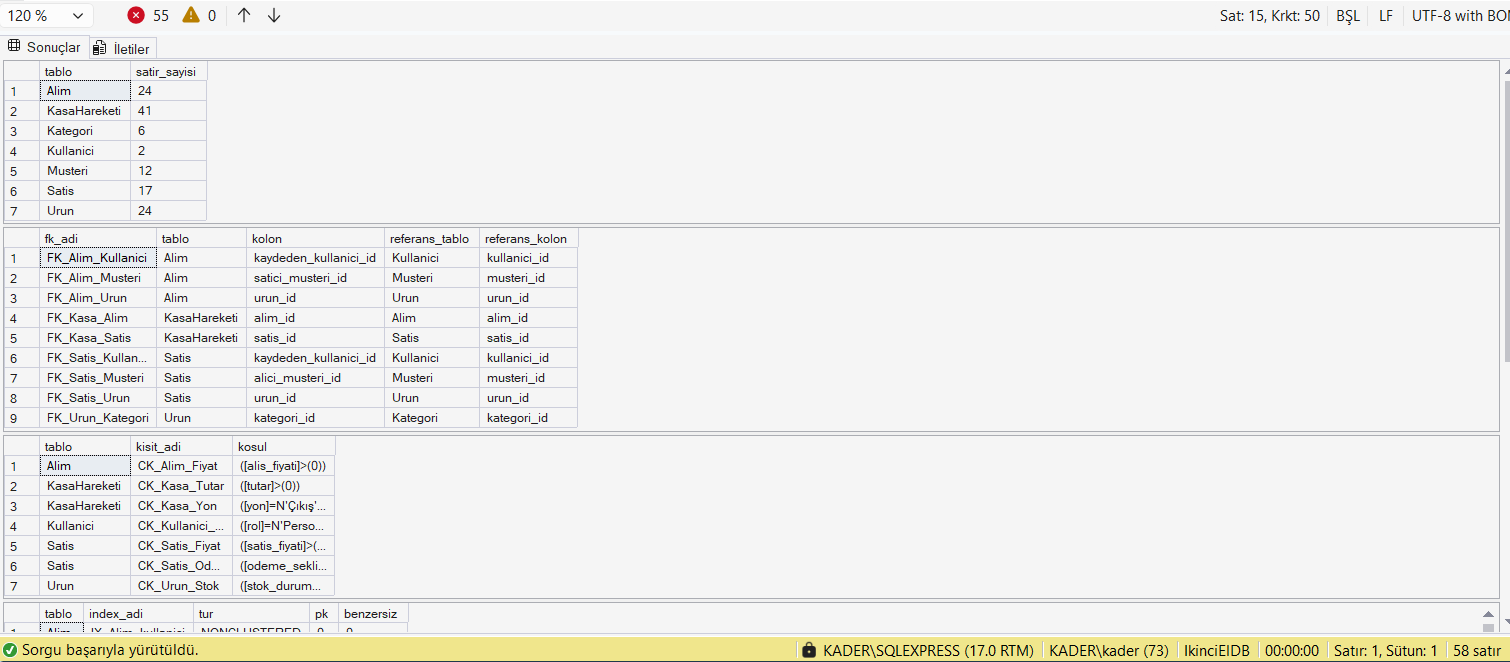 120 % 55 0 Sat: 15, Krkt: 50 BŞL LF UTF-8 with BOM
Sonuçlar İletiler
tablo satir_sayisi
1 Alim 24
2 KasaHareketi 41
3 Kategori 6
4 Kullanici 2
5 Musteri 12
6 Satis 17
7 Urun 24
fk_adi tablo kolon referans_tablo referans_kolon
1 FK_Alim_Kullanici Alim kaydeden_kullanici_id Kullanici kullanici_id
2 FK_Alim_Musteri Alim satici_musteri_id Musteri musteri_id
3 FK_Alim_Urun Alim urun_id Urun urun_id
4 FK_Kasa_Alim KasaHareketi alim_id Alim alim_id
5 FK_Kasa_Satis KasaHareketi satis_id Satis satis_id
6 FK_Satis_Kullan... Satis kaydeden_kullanici_id Kullanici kullanici_id
7 FK_Satis_Musteri Satis alici_musteri_id Musteri musteri_id
8 FK_Satis_Urun Satis urun_id Urun urun_id
9 FK_Urun_Kategori Urun kategori_id Kategori kategori_id
tablo kisit_adi kosul
1 Alim CK_Alim_Fiyat ([alis_fiyati]>(0))
2 KasaHareketi CK_Kasa_Tutar ([tutar]>(0))
3 KasaHareketi CK_Kasa_Yon ([yon]=N'Çıkış'...
4 Kullanici CK_Kullanici_... ([rol]=N'Perso...
5 Satis CK_Satis_Fiyat ([satis_fiyati]>(...
6 Satis CK_Satis_Od... ([odeme_sekli...
7 Urun CK_Urun_Stok ([stok_durum...
tablo index_adi tur pk benzersiz
1 Alim IX_Alim_kullanici NONCLUSTERED 0 0
Sorgu başarıyla yürütüldü. KADER\SQLEXPRESS (17.0 RTM) KADER\kader (73) IkinciElDB 00:00:00 Satır: 1, Sütun: 1 58 satır